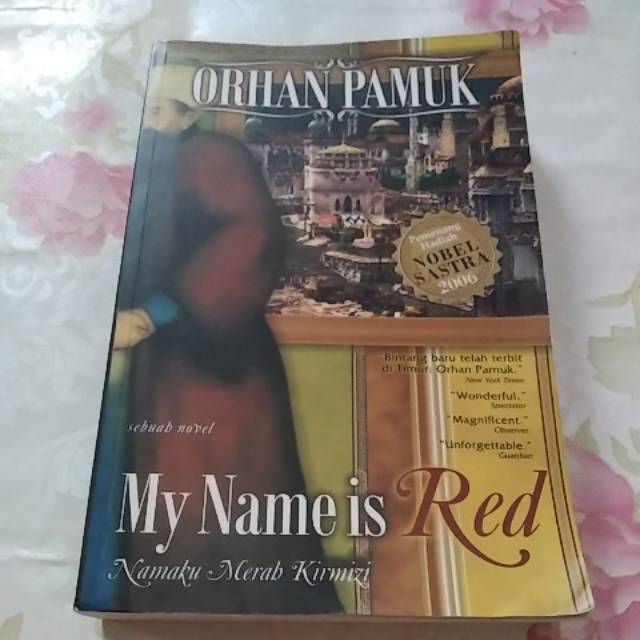 ORHAN PAMUK
Pemenang
Hadiah
NOBEL
SASTRA
2006
"Bintang baru telah terbit
di Timur: Orhan Pamuk."
New York Times
"Wonderful."
Spectator
"Magnificent."
Observer
"Unforgettable."
Guardian
sebuah novel
My Name is Red
Namaku Merah Kirmizi